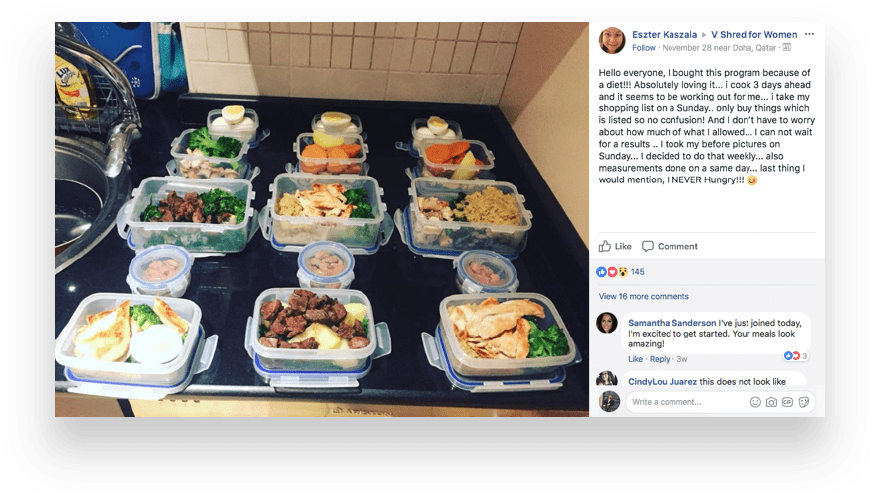 Eszter Kaszala ▸ V Shred for Women ···
Follow · November 28 near Doha, Qatar ·
Hello everyone, I bought this program because of
a diet!!! Absolutely loving it... i cook 3 days ahead
and it seems to be working out for me... i take my
shopping list on a Sunday.. only buy things which
is listed so no confusion! And I don't have to worry
about how much of what I allowed... I can not wait
for a results .. I took my before pictures on
Sunday... I decided to do that weekly... also
measurements done on a same day... last thing I
would mention, I NEVER Hungry!!! 😊
Like Comment
145
View 16 more comments
Samantha Sanderson I've just joined today,
I'm excited to get started. Your meals look
amazing!
3
Like · Reply · 3w
CindyLou Juarez this does not look like
Write a comment...
GIF
Lux